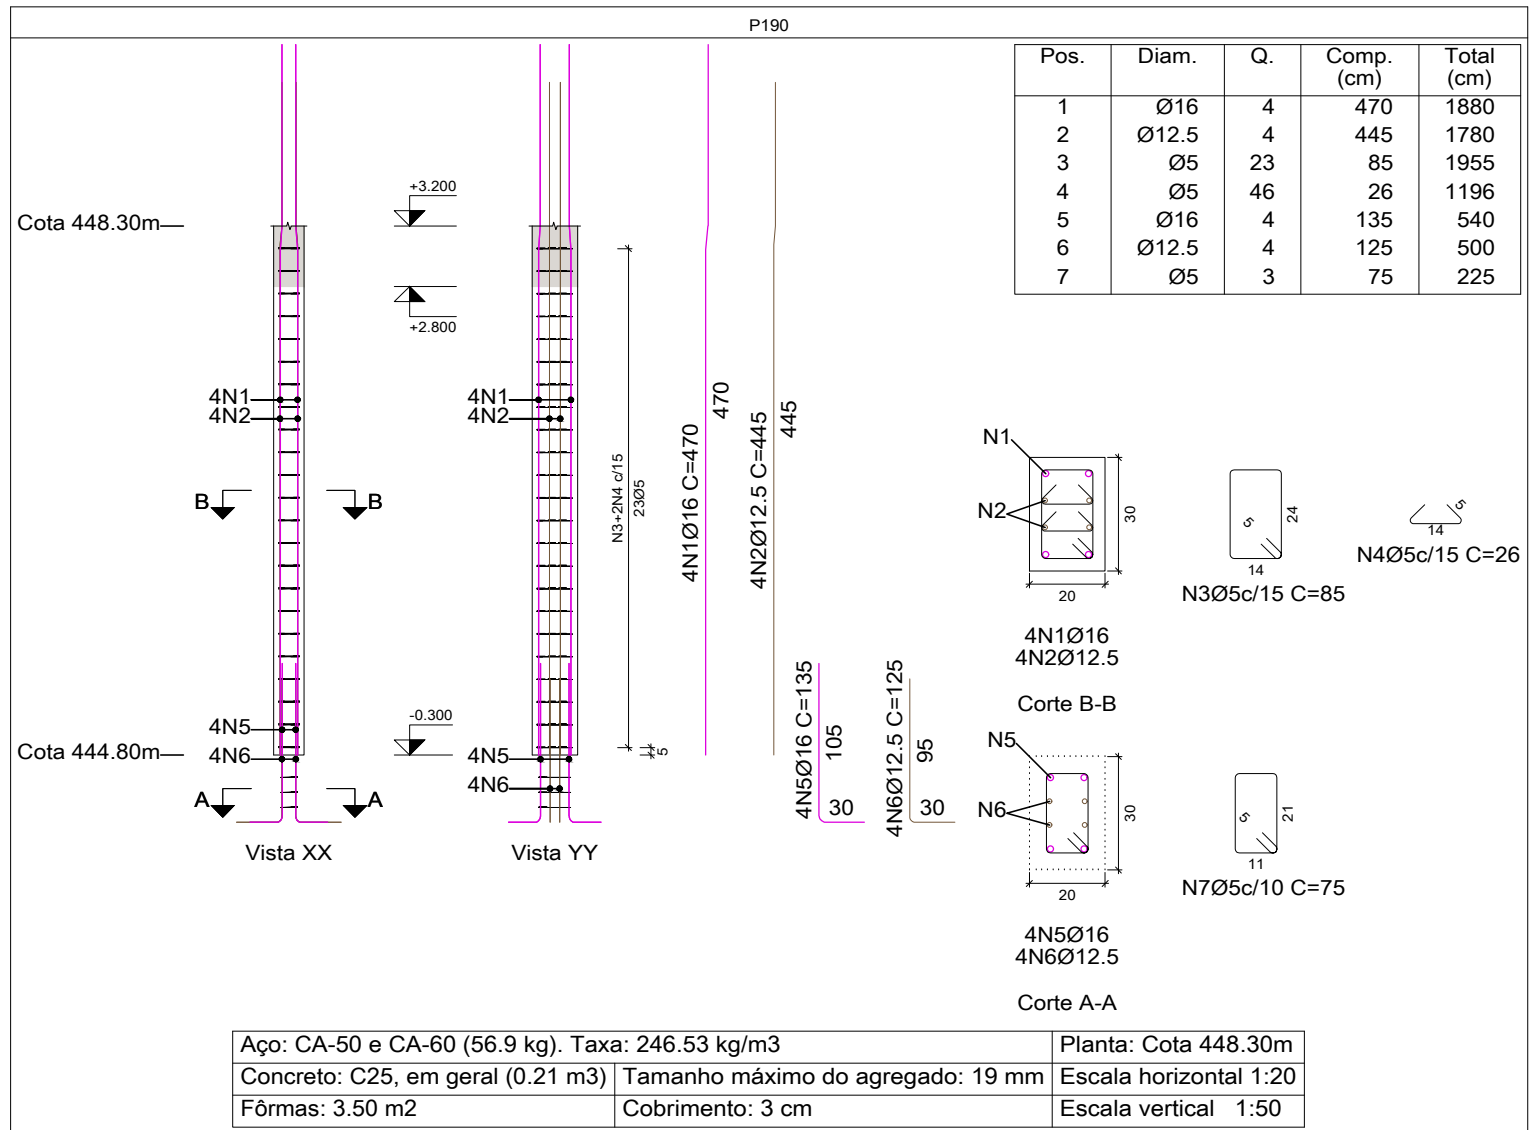 P190
Pos. Diam. Q. Comp. (cm) Total (cm)
1 Ø16 4 470 1880
2 Ø12.5 4 445 1780
3 Ø5 23 85 1955
4 Ø5 46 26 1196
5 Ø16 4 135 540
6 Ø12.5 4 125 500
7 Ø5 3 75 225
Cota 448.30m
+3.200
+2.800
4N1
4N2
4N1
4N2
B
B
4N5
4N6
-0.300
4N5
4N6
Cota 444.80m
A
A
Vista XX
Vista YY
N3+2N4 c/15
23Ø5
5
4N1Ø16 C=470
470
4N2Ø12.5 C=445
445
4N5Ø16 C=135
105
30
4N6Ø12.5 C=125
95
30
N1
N2
30
20
4N1Ø16
4N2Ø12.5
Corte B-B
5
24
14
N3Ø5c/15 C=85
5
14
N4Ø5c/15 C=26
N5
N6
30
20
4N5Ø16
4N6Ø12.5
Corte A-A
5
21
11
N7Ø5c/10 C=75
Aço: CA-50 e CA-60 (56.9 kg). Taxa: 246.53 kg/m3
Planta: Cota 448.30m
Concreto: C25, em geral (0.21 m3)
Tamanho máximo do agregado: 19 mm
Escala horizontal 1:20
Fôrmas: 3.50 m2
Cobrimento: 3 cm
Escala vertical 1:50